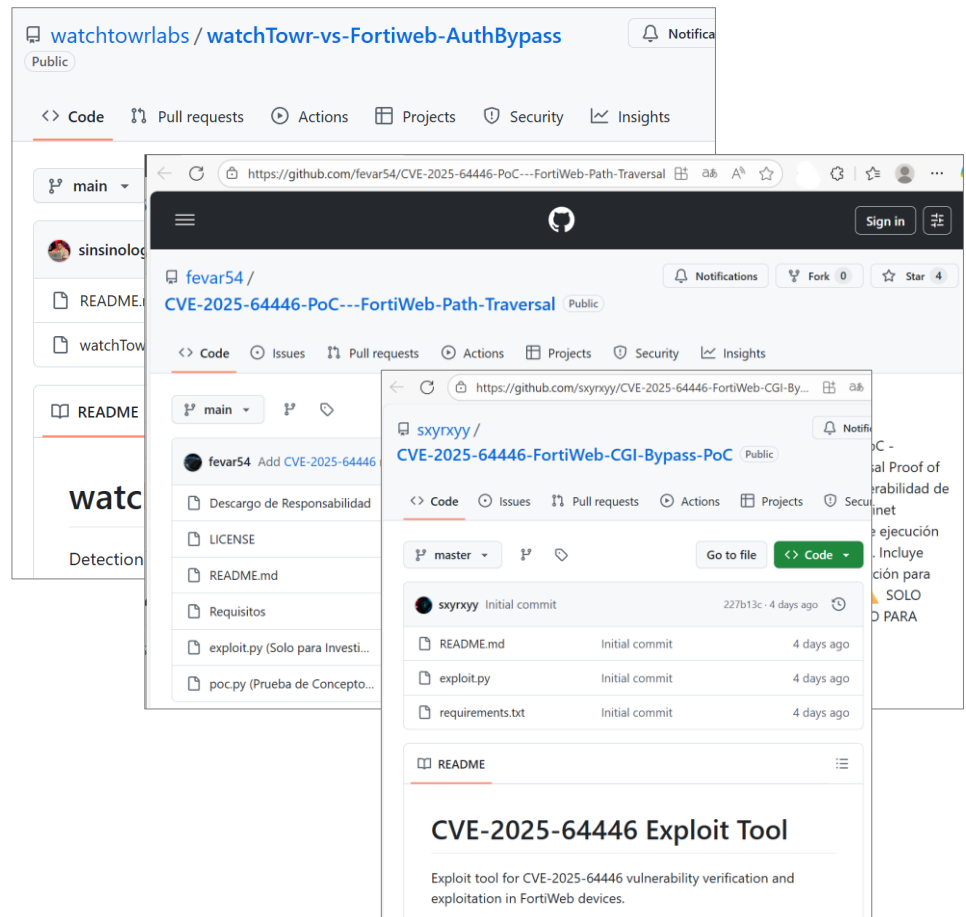 watchtowrlabs / watchTowr-vs-Fortiweb-AuthBypass
Notifica
Public
Code Pull requests Actions Projects Security Insights
main
sinsinolog
README.
watchTow
README
watc
Detection
https://github.com/fevar54/CVE-2025-64446-PoC---FortiWeb-Path-Traversal
Sign in
fevar54 /
Notifications Fork 0 Star 4
CVE-2025-64446-PoC---FortiWeb-Path-Traversal Public
Code Issues Pull requests Actions Projects Security Insights
main
fevar54 Add CVE-2025-64446
Descargo de Responsabilidad
LICENSE
README.md
Requisitos
exploit.py (Solo para Investi...
poc.py (Prueba de Concepto...
oC -
sal Proof of
erabilidad de
inet
e ejecución
. Incluye
ción para
SOLO
O PARA
https://github.com/sxyrxyy/CVE-2025-64446-FortiWeb-CGI-By...
sxyrxyy /
Notific
CVE-2025-64446-FortiWeb-CGI-Bypass-PoC Public
Code Issues Pull requests Actions Projects Secu
master Go to file Code
sxyrxyy Initial commit 227b13c · 4 days ago
README.md Initial commit 4 days ago
exploit.py Initial commit 4 days ago
requirements.txt Initial commit 4 days ago
README
CVE-2025-64446 Exploit Tool
Exploit tool for CVE-2025-64446 vulnerability verification and
exploitation in FortiWeb devices.